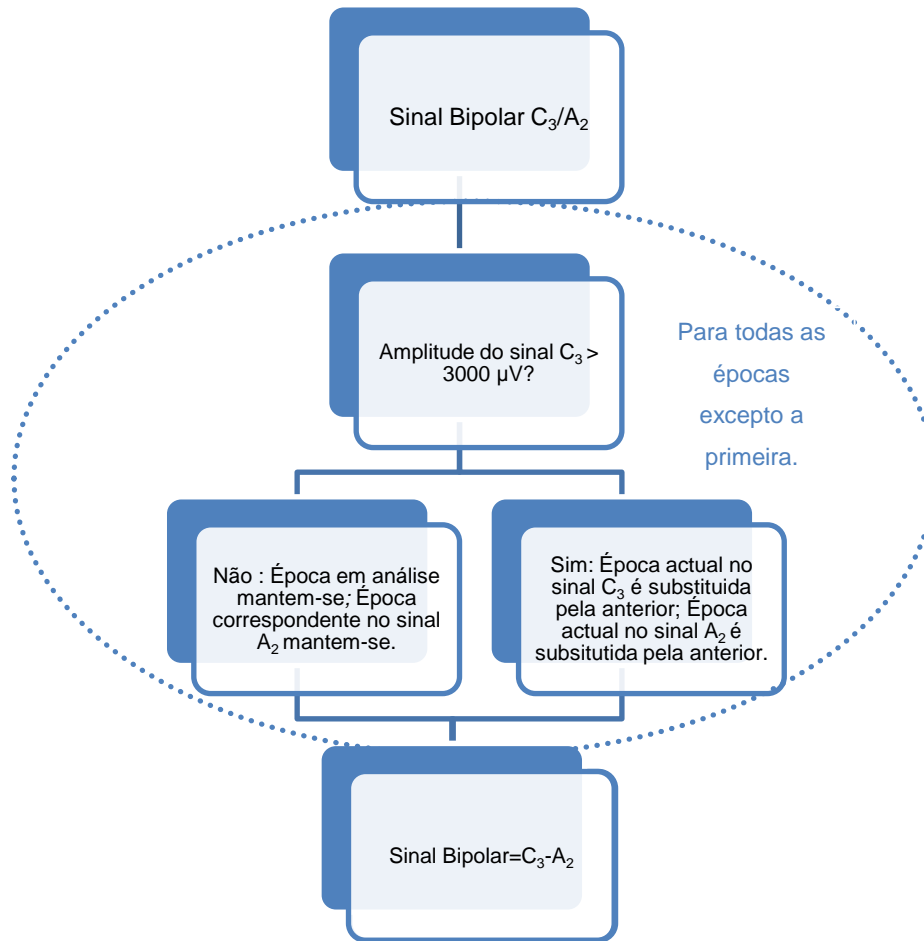 Sinal Bipolar C₃/A₂
Amplitude do sinal C₃ >
3000 µV?
Para todas as
épocas
excepto a
primeira.
Não : Época em análise
mantem-se; Época
correspondente no sinal
A₂ mantem-se.
Sim: Época actual no
sinal C₃ é substituida
pela anterior; Época
actual no sinal A₂ é
subsitutida pela anterior.
Sinal Bipolar=C₃-A₂